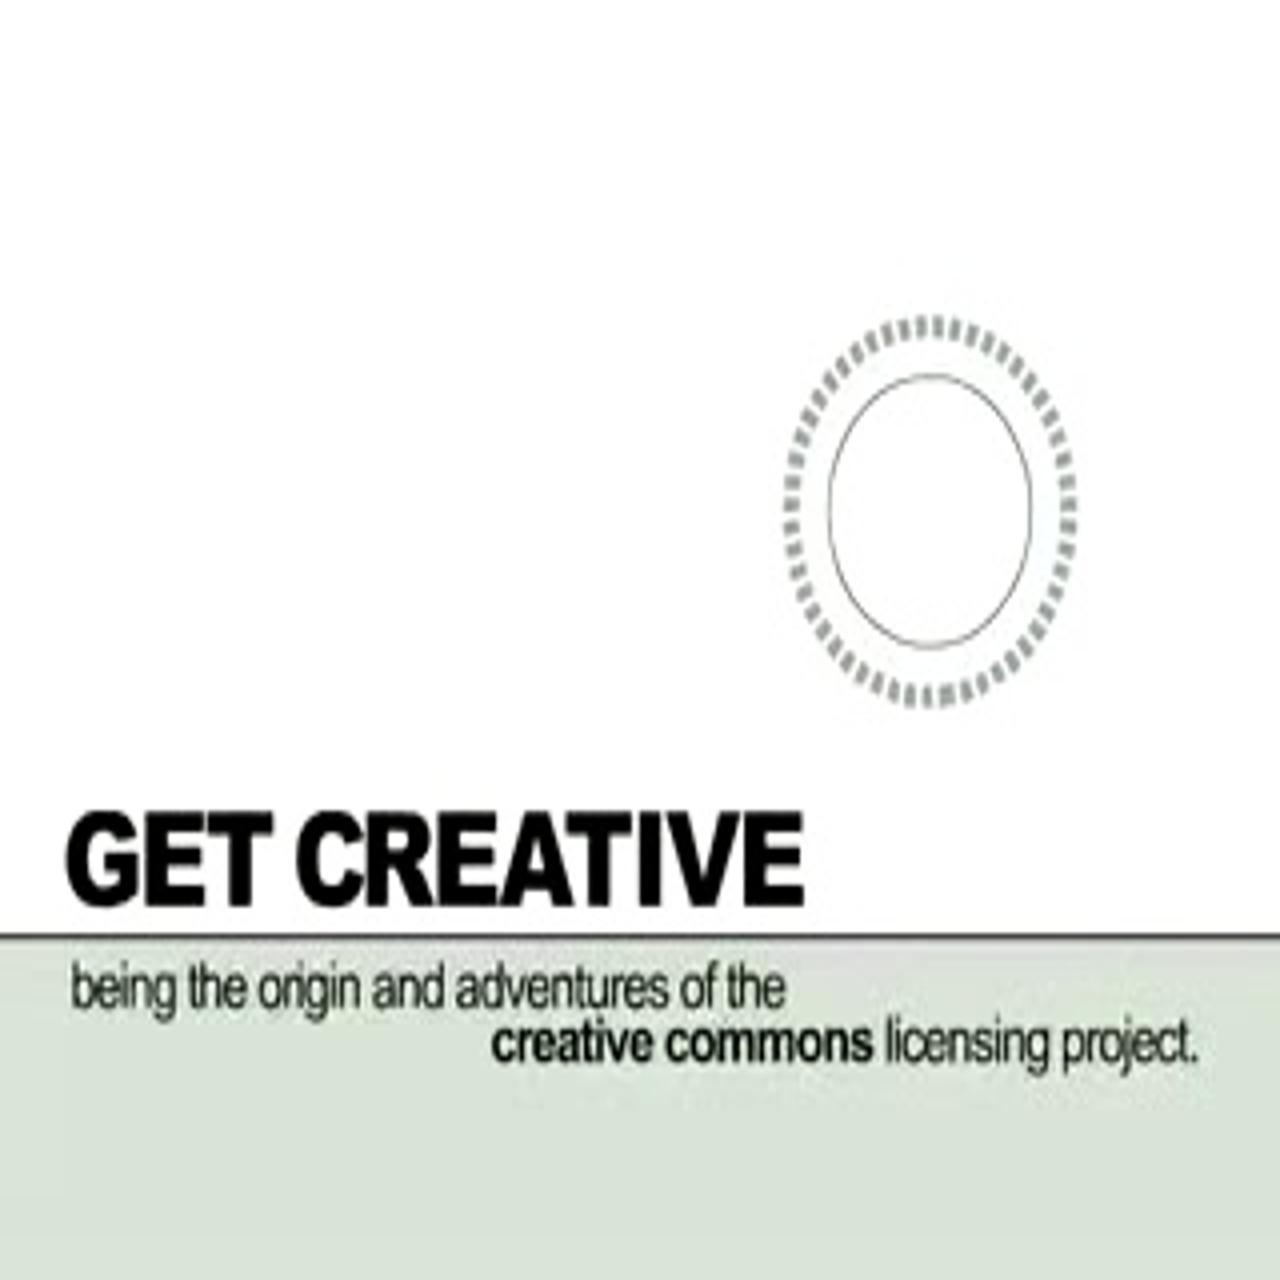 GET CREATIVE
being the origin and adventures of the
creative commons licensing project.